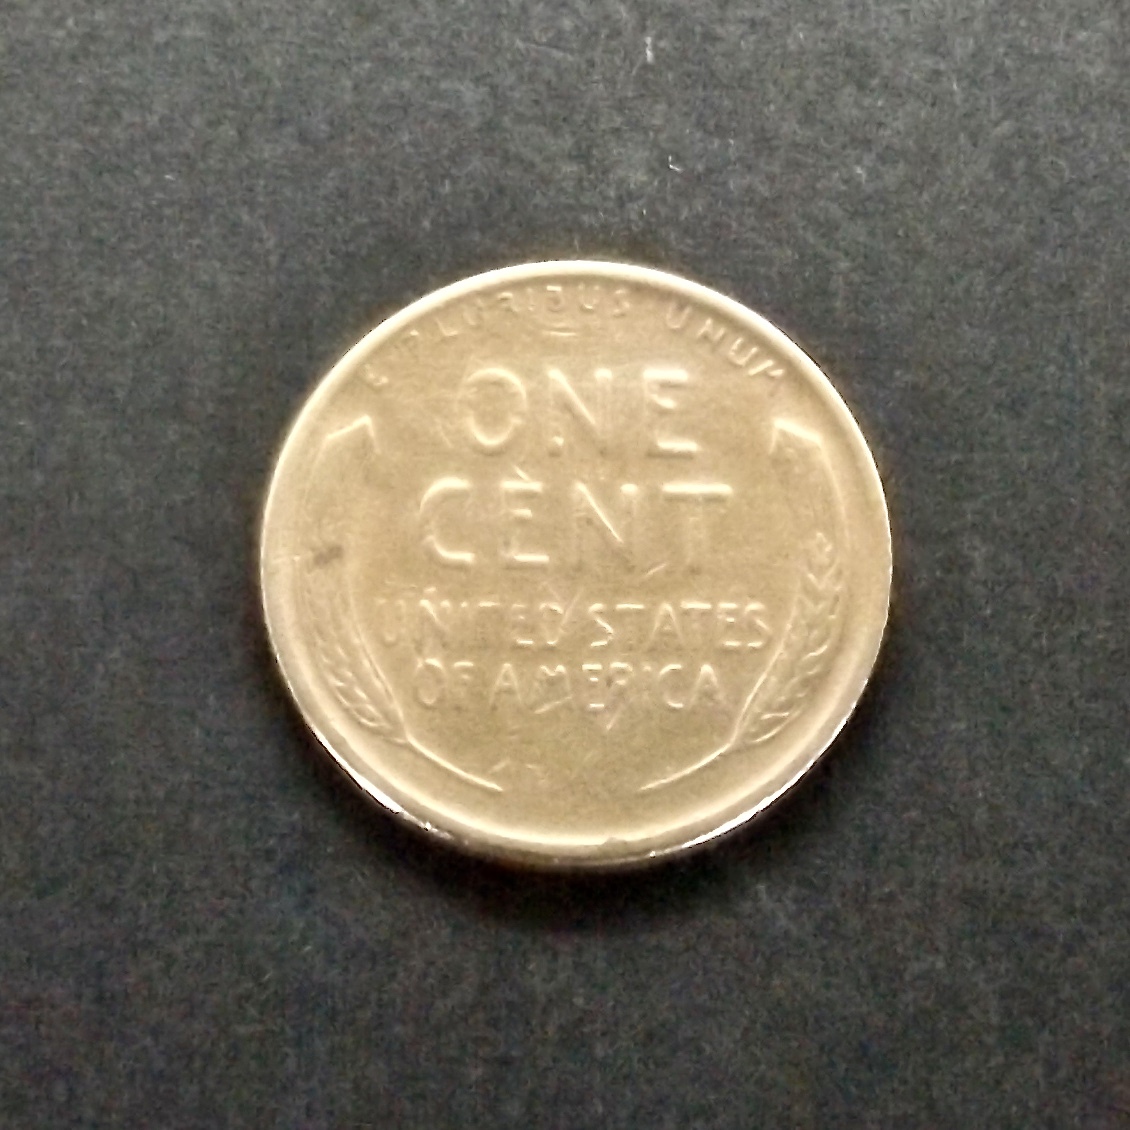 E PLURIBUS UNUM
ONE
CENT
UNITED STATES
OF AMERICA